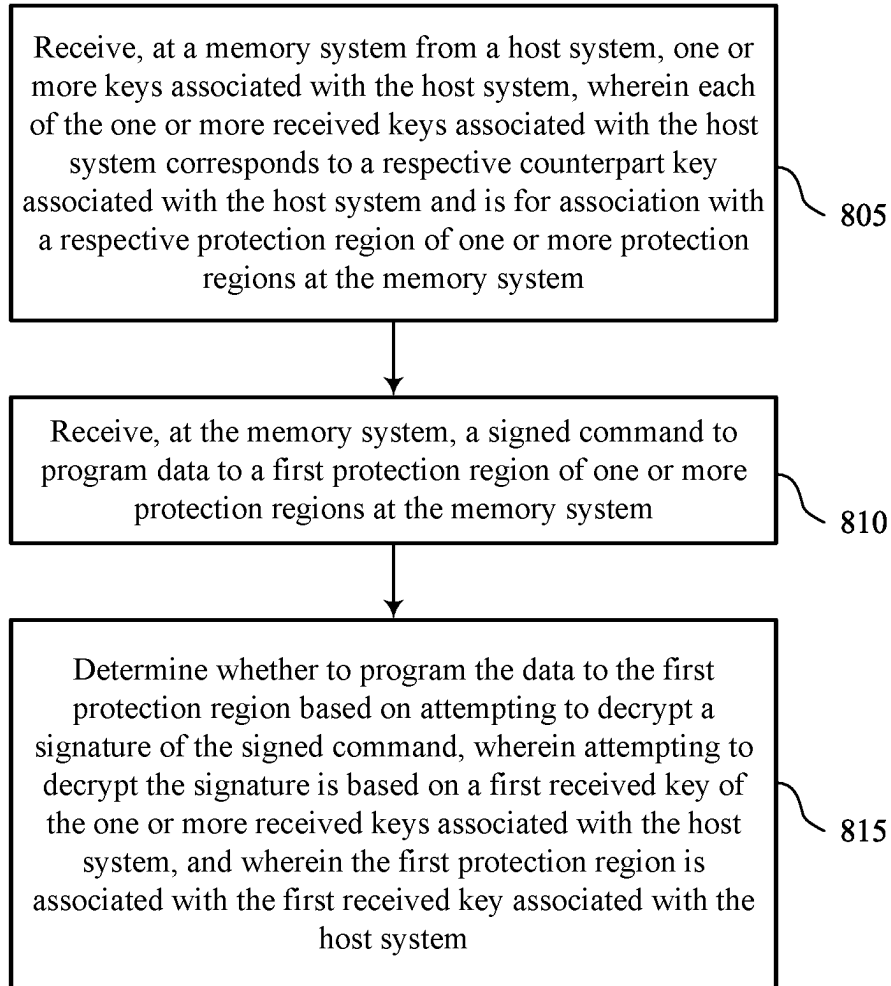 Receive, at a memory system from a host system, one or
more keys associated with the host system, wherein each
of the one or more received keys associated with the host
system corresponds to a respective counterpart key
associated with the host system and is for association with
a respective protection region of one or more protection
regions at the memory system
805
Receive, at the memory system, a signed command to
program data to a first protection region of one or more
protection regions at the memory system
810
Determine whether to program the data to the first
protection region based on attempting to decrypt a
signature of the signed command, wherein attempting to
decrypt the signature is based on a first received key of
the one or more received keys associated with the host
system, and wherein the first protection region is
associated with the first received key associated with the
host system
815